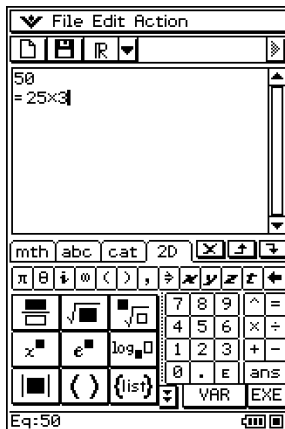 File Edit Action
50
=25×3
mth abc cat 2D
π θ i ∞ ( ) , ⇒ x y z t ←
√■ ■√□ 7 8 9 ^ =
x■ e■ log■□ 4 5 6 × ÷
1 2 3 + -
|■| ( ) {list} 0 . E ans
VAR EXE
Eq:50